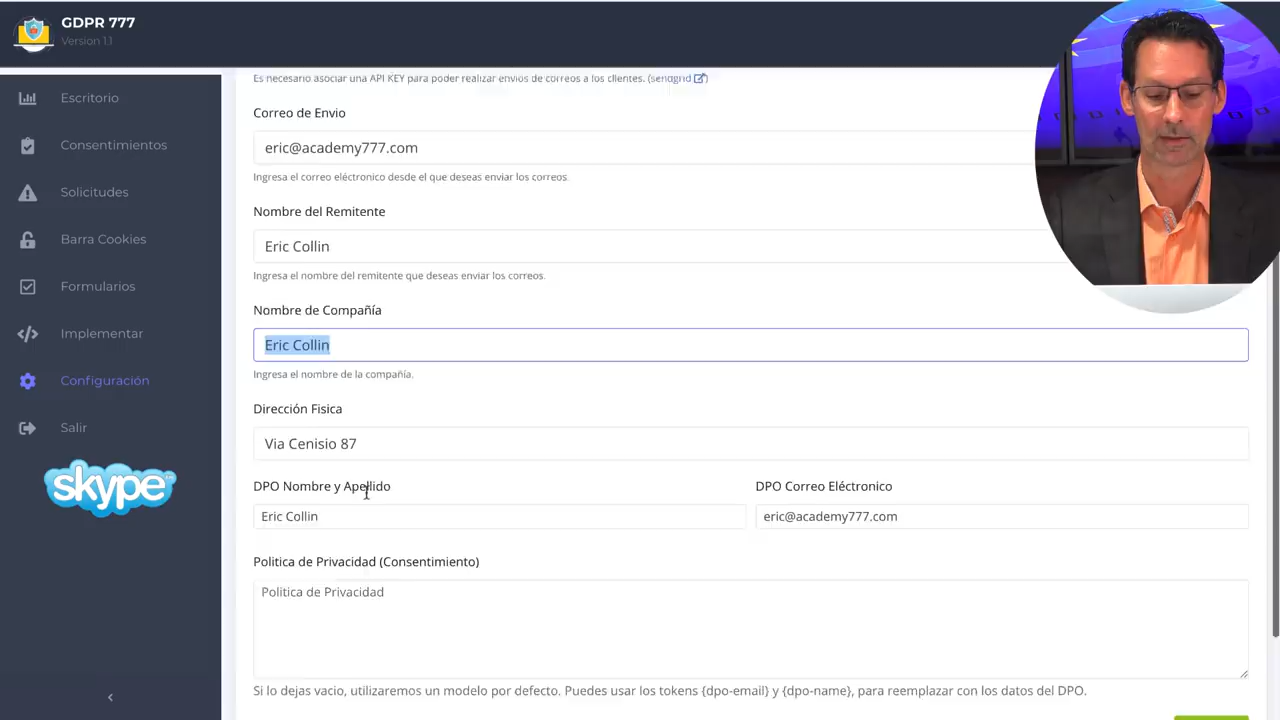 GDPR 777
Version 1.1
Escritorio
Consentimientos
Solicitudes
Barra Cookies
Formularios
Implementar
Configuración
Salir
skype
Es necesario asociar una API KEY para poder realizar envíos de correos a los clientes. (sendgrid)
Correo de Envio
eric@academy777.com
Ingresa el correo eléctronico desde el que deseas enviar los correos.
Nombre del Remitente
Eric Collin
Ingresa el nombre del remitente que deseas enviar los correos.
Nombre de Compañía
Eric Collin
Ingresa el nombre de la compañía.
Dirección Fisica
Via Cenisio 87
DPO Nombre y Apellido
DPO Correo Eléctronico
Eric Collin
eric@academy777.com
Politica de Privacidad (Consentimiento)
Politica de Privacidad
Si lo dejas vacio, utilizaremos un modelo por defecto. Puedes usar los tokens {dpo-email} y {dpo-name}, para reemplazar con los datos del DPO.